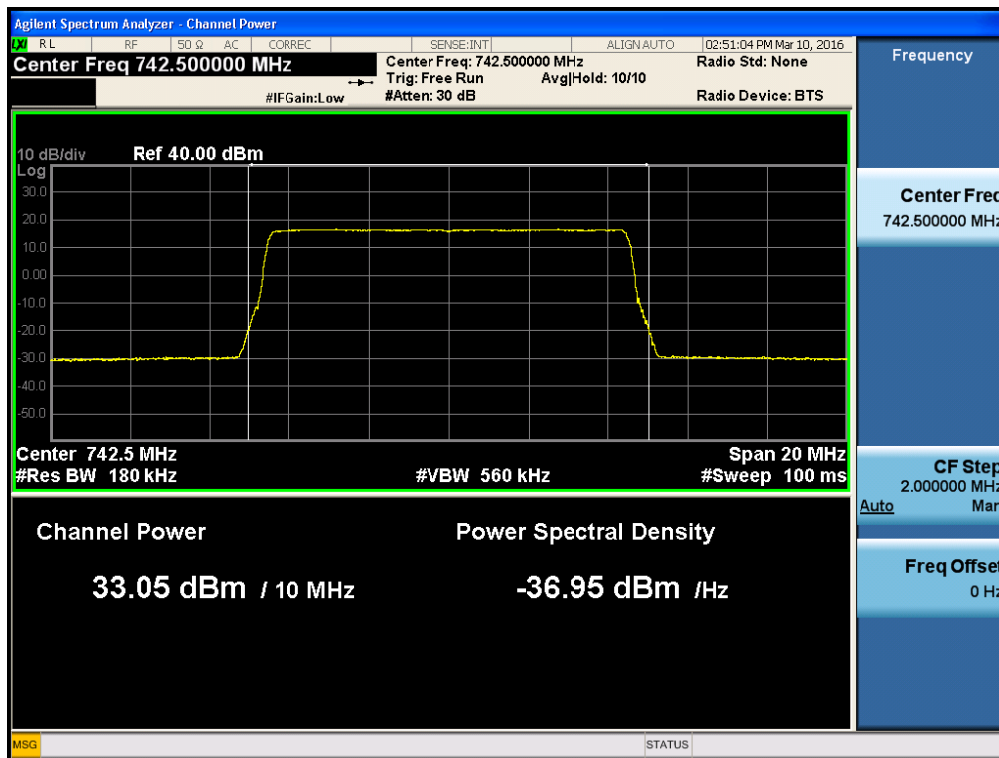 Agilent Spectrum Analyzer - Channel Power
LXI RL RF 50 Ω AC CORREC SENSE:INT ALIGN AUTO 02:51:04 PM Mar 10, 2016
Center Freq 742.500000 MHz
Center Freq: 742.500000 MHz
Radio Std: None
Trig: Free Run Avg|Hold: 10/10
#IFGain:Low
#Atten: 30 dB
Radio Device: BTS
10 dB/div Ref 40.00 dBm
Log
30.0
20.0
10.0
0.00
-10.0
-20.0
-30.0
-40.0
-50.0
Center 742.5 MHz Span 20 MHz
#Res BW 180 kHz #VBW 560 kHz #Sweep 100 ms
Channel Power Power Spectral Density
33.05 dBm / 10 MHz -36.95 dBm /Hz
Frequency
Center Freq
742.500000 MHz
CF Step
2.000000 MHz
Auto Man
Freq Offset
0 Hz
MSG STATUS